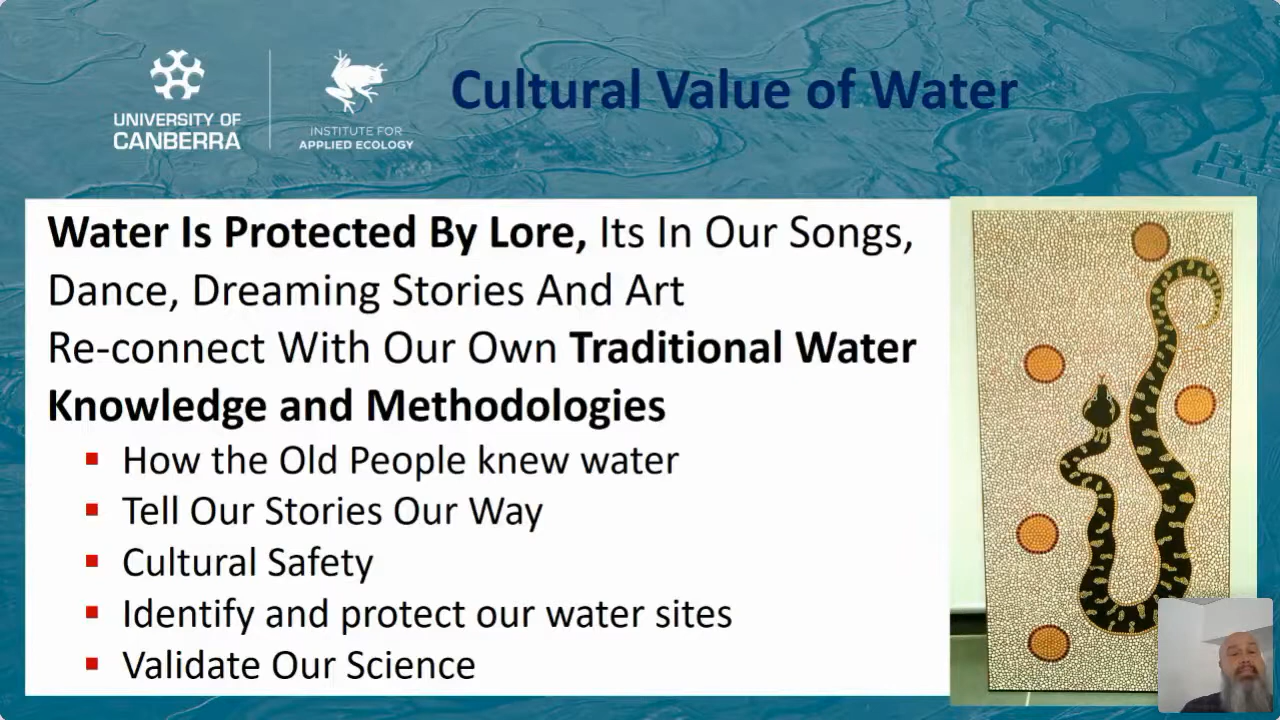 UNIVERSITY OF
CANBERRA
INSTITUTE FOR
APPLIED ECOLOGY
Cultural Value of Water
Water Is Protected By Lore, Its In Our Songs,
Dance, Dreaming Stories And Art
Re-connect With Our Own Traditional Water
Knowledge and Methodologies
How the Old People knew water
Tell Our Stories Our Way
Cultural Safety
Identify and protect our water sites
Validate Our Science